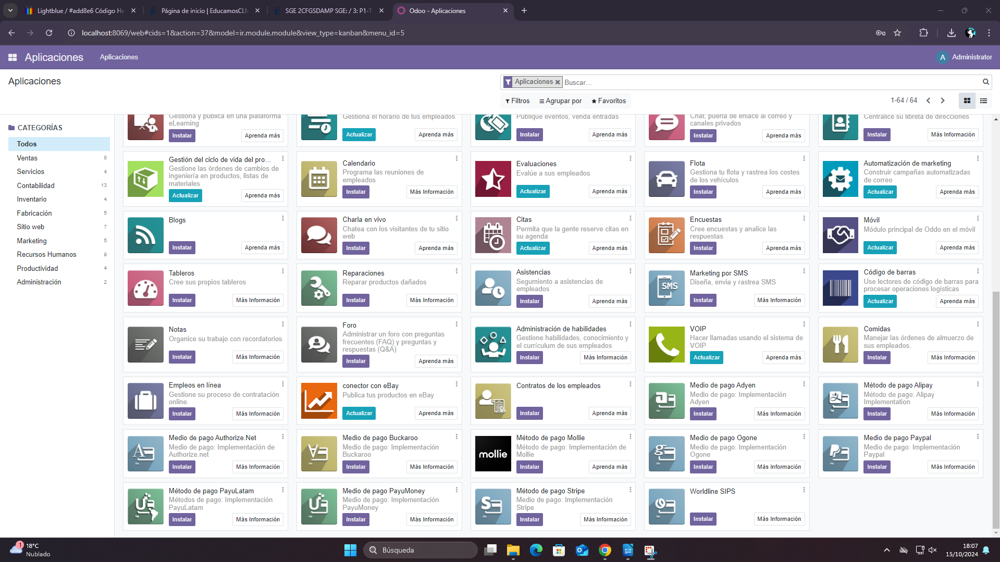 Lightblue / #add8e6 Código He
Página de inicio | EducamosCLM
SGE 2CFGSDAMP SGE: / 3: P1-T
Odoo - Aplicaciones
localhost:8069/web#cids=1&action=37&model=ir.module.module&view_type=kanban&menu_id=5
Aplicaciones
Aplicaciones
A
Administrator
Aplicaciones
Aplicaciones
Buscar...
Filtros
Agrupar por
Favoritos
1-64 / 64
CATEGORÍAS
Todos
Ventas 8
Servicios 4
Contabilidad 13
Inventario 4
Fabricación 5
Sitio web 7
Marketing 5
Recursos Humanos 9
Productividad 4
Administración 2
Gestiona y publica en una plataforma
eLearning
Instalar
Aprenda más
Gestiona el horario de tus empleados
Actualizar
Aprenda más
Publique eventos, venda entradas
Instalar
Aprenda más
Chat, puerta de enlace al correo y
canales privados
Instalar
Aprenda más
Centralice su libreta de direcciones
Instalar
Más Información
Gestión del ciclo de vida del pro...
Gestione las órdenes de cambios de
ingeniería en productos, listas de
materiales
Actualizar
Aprenda más
Calendario
Programa las reuniones de
empleados
Instalar
Más Información
Evaluaciones
Evalúe a sus empleados
Actualizar
Aprenda más
Flota
Gestiona tu flota y rastrea los costes
de los vehículos
Instalar
Aprenda más
Automatización de marketing
Construir campañas automatizadas
de correo
Actualizar
Aprenda más
Blogs
Instalar
Aprenda más
Charla en vivo
Chatea con los visitantes de tu sitio
web
Instalar
Aprenda más
Citas
Permita que la gente reserve citas en
su agenda
Actualizar
Aprenda más
Encuestas
Cree encuestas y analice las
respuestas
Instalar
Aprenda más
Móvil
Módulo principal de Oddo en el móvil
Actualizar
Aprenda más
Tableros
Cree sus propios tableros
Instalar
Más Información
Reparaciones
Reparar productos dañados
Instalar
Más Información
Asistencias
Segumiento a asistencias de
empleados
Instalar
Aprenda más
SMS
Marketing por SMS
Diseña, envía y rastrea SMS
Instalar
Más Información
Código de barras
Use lectores de código de barras para
procesar operaciones logísticas
Actualizar
Aprenda más
Notas
Organice su trabajo con recordatorios
Instalar
Más Información
Foro
Administrar un foro con preguntas
frecuentes (FAQ) y preguntas y
respuestas (Q&A)
Instalar
Aprenda más
Administración de habilidades
Gestione habilidades, conocimiento y
el currículum de sus empleados
Instalar
Más Información
VOIP
Hacer llamadas usando el sistema de
VOIP
Actualizar
Aprenda más
Comidas
Manejar las órdenes de almuerzo de
sus empleados.
Instalar
Más Información
Empleos en línea
Gestione su proceso de contratación
online.
Instalar
Más Información
conector con eBay
Publica tus productos en eBay
Actualizar
Aprenda más
Contratos de los empleados
Instalar
Aprenda más
Medio de pago Adyen
Medio de pago: Implementación
Adyen
Instalar
Más Información
Método de pago Alipay
Método de pago: Alipay
Implementation
Instalar
Más Información
Medio de pago Authorize.Net
Medio de pago: Implementación de
Authorize.net
Instalar
Más Información
Medio de pago Buckaroo
Medio de pago: Implementación
Buckaroo
Instalar
Más Información
mollie
Método de pago Mollie
Método de pago: Implementación de
Mollie
Instalar
Aprenda más
Medio de pago Ogone
Medio de pago: Implementación
Ogone
Instalar
Más Información
Medio de pago Paypal
Medio de pago: Implementación
Paypal
Instalar
Más Información
Método de pago PayuLatam
Métodos de pago: Implementación
PayuLatam
Instalar
Más Información
Medio de pago PayuMoney
Medio de pago: Implementación
PayuMoney
Instalar
Más Información
Método de pago Stripe
Medio de pago: Implementación
Stripe
Instalar
Más Información
Worldline SIPS
Instalar
Más Información
1
18°C
Nublado
Búsqueda
18:07
15/10/2024